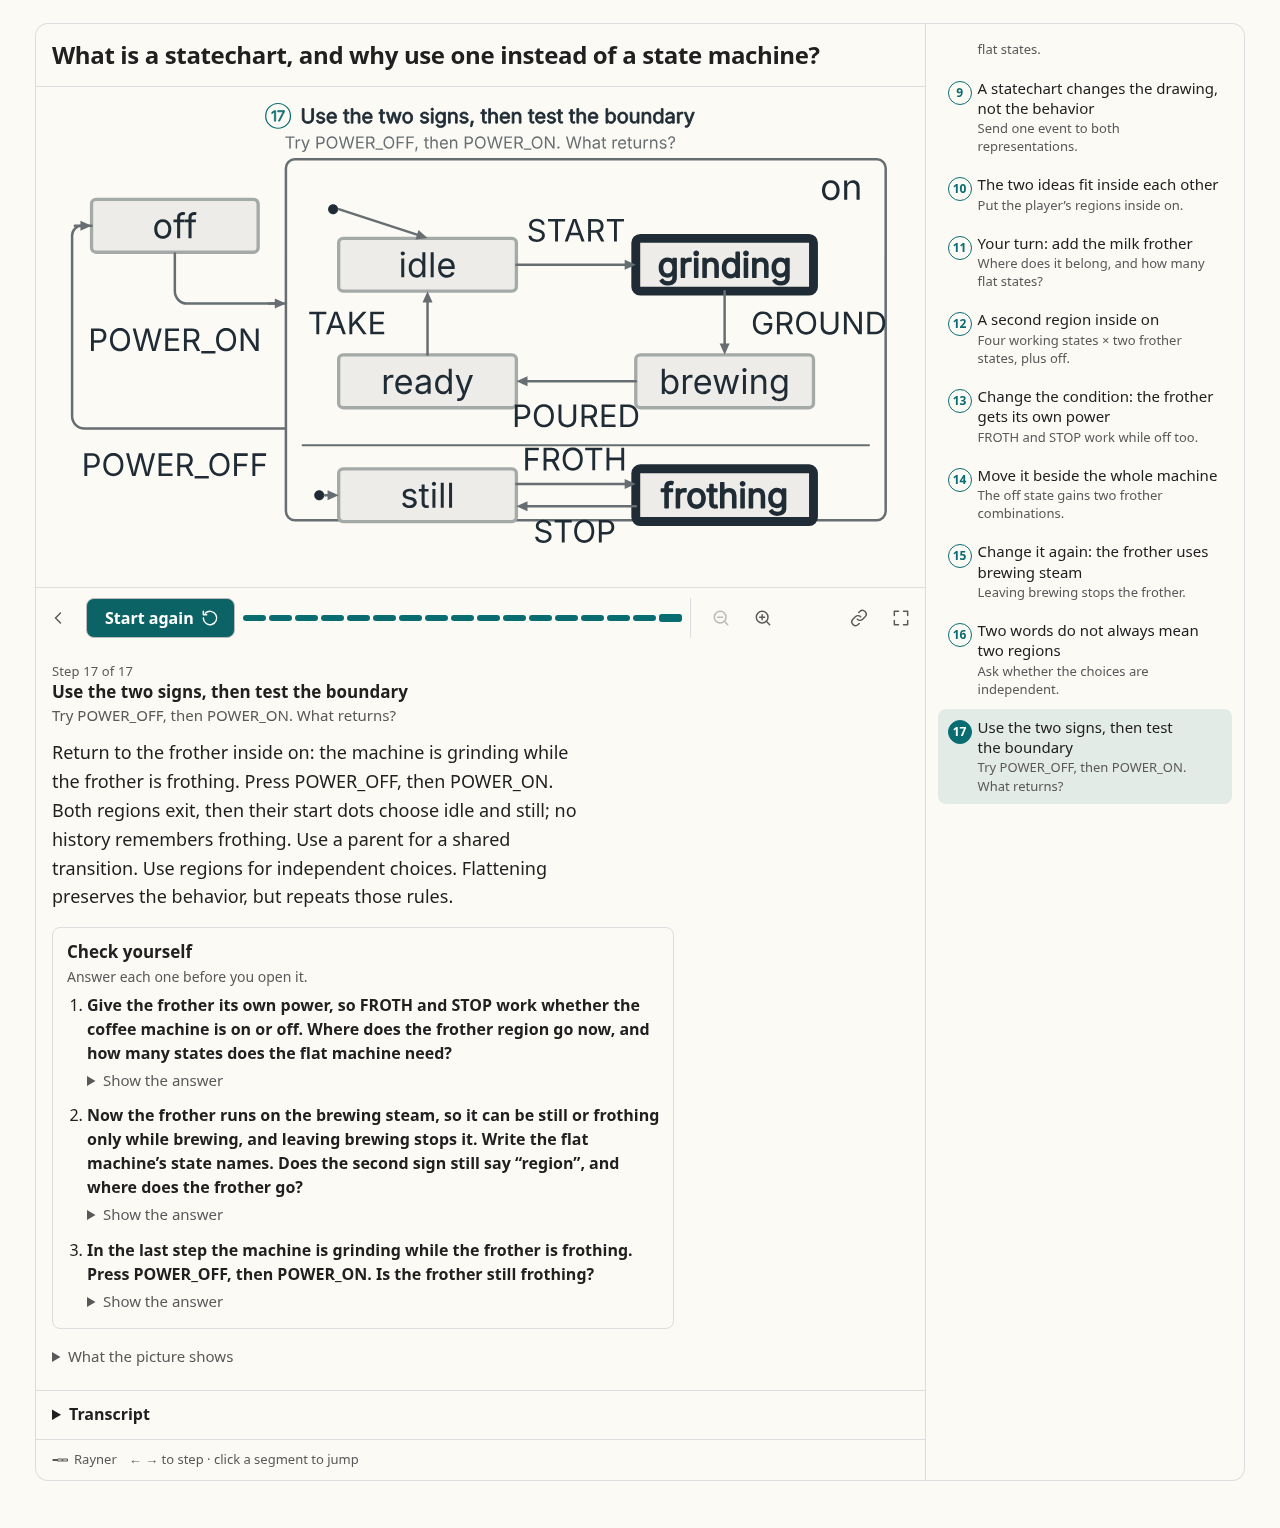 What is a statechart, and why use one instead of a state machine?
17 Use the two signs, then test the boundary
Try POWER_OFF, then POWER_ON. What returns?
on
off
idle
START
grinding
POWER_ON
TAKE
GROUND
ready
brewing
POURED
POWER_OFF
FROTH
still
frothing
STOP
Start again
Step 17 of 17
Use the two signs, then test the boundary
Try POWER_OFF, then POWER_ON. What returns?
Return to the frother inside on: the machine is grinding while
the frother is frothing. Press POWER_OFF, then POWER_ON.
Both regions exit, then their start dots choose idle and still; no
history remembers frothing. Use a parent for a shared
transition. Use regions for independent choices. Flattening
preserves the behavior, but repeats those rules.
Check yourself
Answer each one before you open it.
1. Give the frother its own power, so FROTH and STOP work whether the
coffee machine is on or off. Where does the frother region go now, and
how many states does the flat machine need?
▶ Show the answer
2. Now the frother runs on the brewing steam, so it can be still or frothing
only while brewing, and leaving brewing stops it. Write the flat
machine’s state names. Does the second sign still say “region”, and
where does the frother go?
▶ Show the answer
3. In the last step the machine is grinding while the frother is frothing.
Press POWER_OFF, then POWER_ON. Is the frother still frothing?
▶ Show the answer
▶ What the picture shows
▶ Transcript
Rayner ← → to step · click a segment to jump
flat states.
9 A statechart changes the drawing,
not the behavior
Send one event to both
representations.
10 The two ideas fit inside each other
Put the player’s regions inside on.
11 Your turn: add the milk frother
Where does it belong, and how many
flat states?
12 A second region inside on
Four working states × two frother
states, plus off.
13 Change the condition: the frother
gets its own power
FROTH and STOP work while off too.
14 Move it beside the whole machine
The off state gains two frother
combinations.
15 Change it again: the frother uses
brewing steam
Leaving brewing stops the frother.
16 Two words do not always mean
two regions
Ask whether the choices are
independent.
17 Use the two signs, then test
the boundary
Try POWER_OFF, then POWER_ON.
What returns?